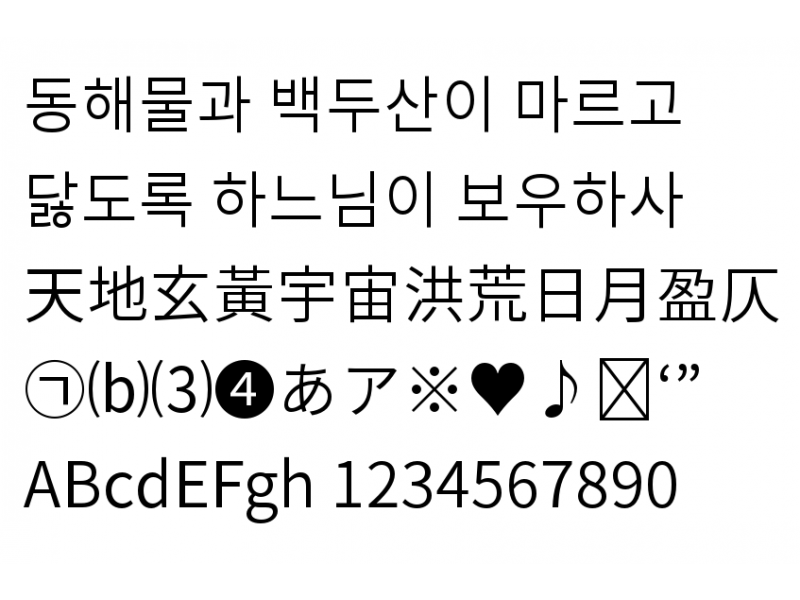 동해물과 백두산이 마르고
닳도록 하느님이 보우하사
天地玄黃宇宙洪荒日月盈仄
㉠⒝⑶❹あア※♥♪‘”
ABcdEFgh 1234567890